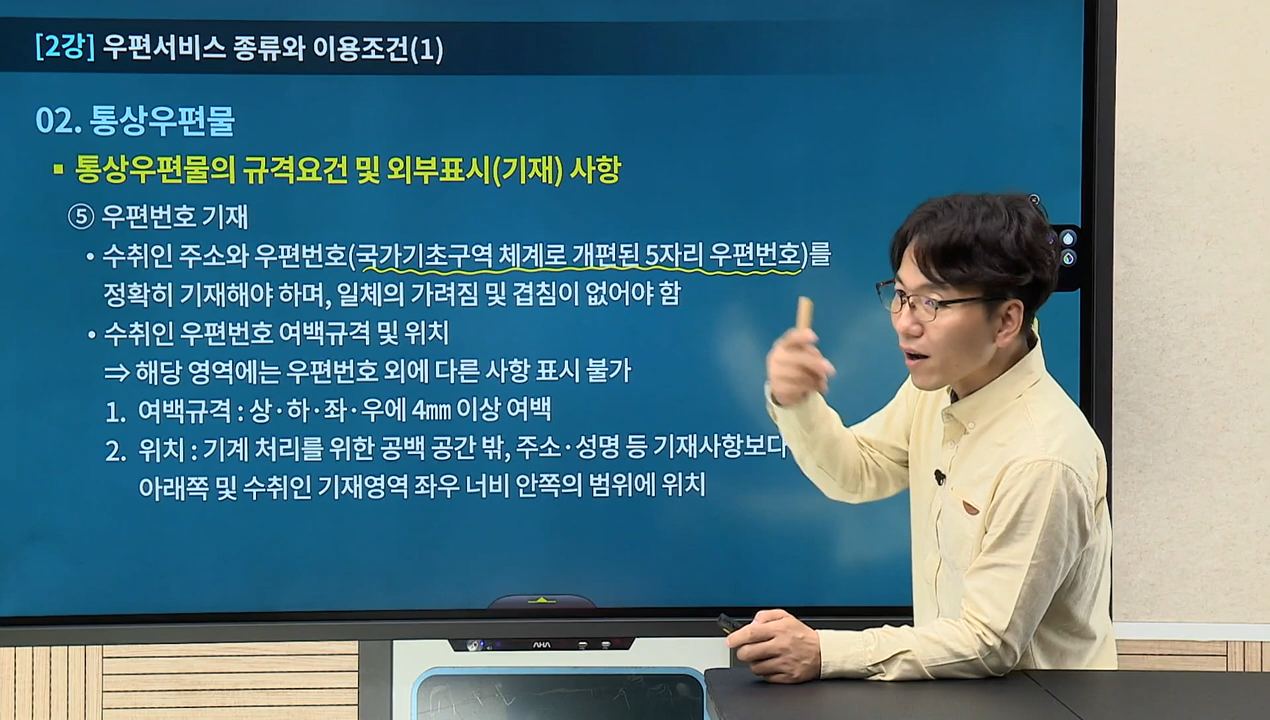 [2강] 우편서비스 종류와 이용조건(1)
02. 통상우편물
▪ 통상우편물의 규격요건 및 외부표시(기재) 사항
⑤ 우편번호 기재
• 수취인 주소와 우편번호(국가기초구역 체계로 개편된 5자리 우편번호)를
정확히 기재해야 하며, 일체의 가려짐 및 겹침이 없어야 함
• 수취인 우편번호 여백규격 및 위치
⇒ 해당 영역에는 우편번호 외에 다른 사항 표시 불가
1. 여백규격 : 상·하·좌·우에 4㎜ 이상 여백
2. 위치 : 기계 처리를 위한 공백 공간 밖, 주소·성명 등 기재사항보다
아래쪽 및 수취인 기재영역 좌우 너비 안쪽의 범위에 위치
AHA